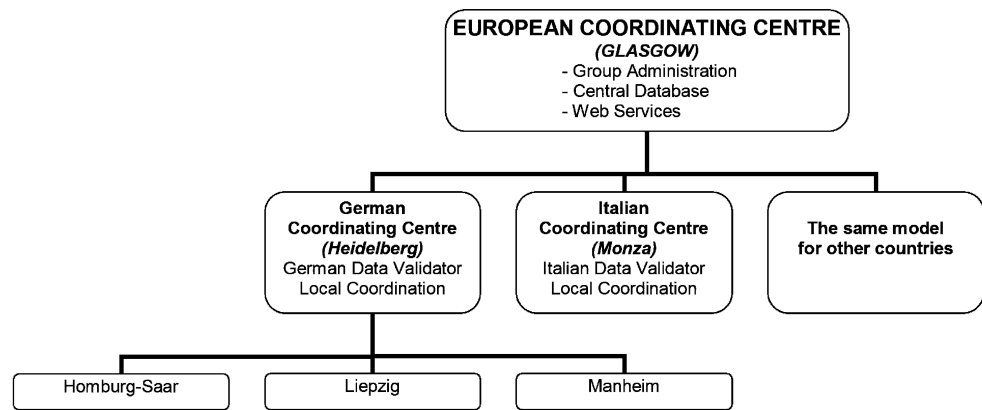 EUROPEAN COORDINATING CENTRE
(GLASGOW)
- Group Administration
- Central Database
- Web Services
German
Coordinating Centre
(Heidelberg)
German Data Validator
Local Coordination
Italian
Coordinating Centre
(Monza)
Italian Data Validator
Local Coordination
The same model
for other countries
Homburg-Saar
Liepzig
Manheim